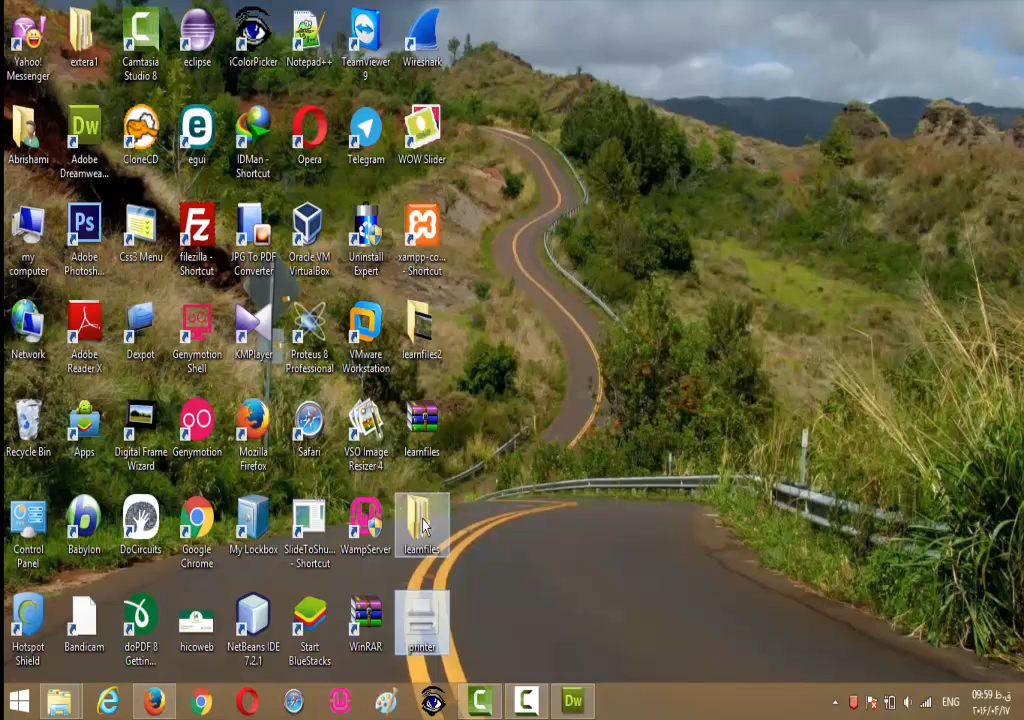 Yahoo! Messenger
extera1
Camtasia Studio 8
eclipse
iColorPicker
Notepad++
TeamViewer 9
Wireshark
Abrishami
Adobe Dreamwea...
CloneCD
egui
IDMan - Shortcut
Opera
Telegram
WOW Slider
my computer
Adobe Photosh...
Css3 Menu
filezilla - Shortcut
JPG To PDF Converter
Oracle VM VirtualBox
Uninstall Expert
xampp-co... - Shortcut
Network
Adobe Reader X
Dexpot
Genymotion Shell
KMPlayer
Proteus 8 Professional
VMware Workstation
learnfiles2
Recycle Bin
Apps
Digital Frame Wizard
Genymotion
Mozilla Firefox
Safari
VSO Image Resizer 4
learnfiles
Control Panel
Babylon
DoCircuits
Google Chrome
My Lockbox
SlideToShu... - Shortcut
WampServer
learnfiles
Hotspot Shield
Bandicam
doPDF 8 Gettin...
hicoweb
NetBeans IDE 7.2.1
Start BlueStacks
WinRAR
printer
ENG
09:59 ق.ظ
۲۰۱۶/۰۴/۱۷